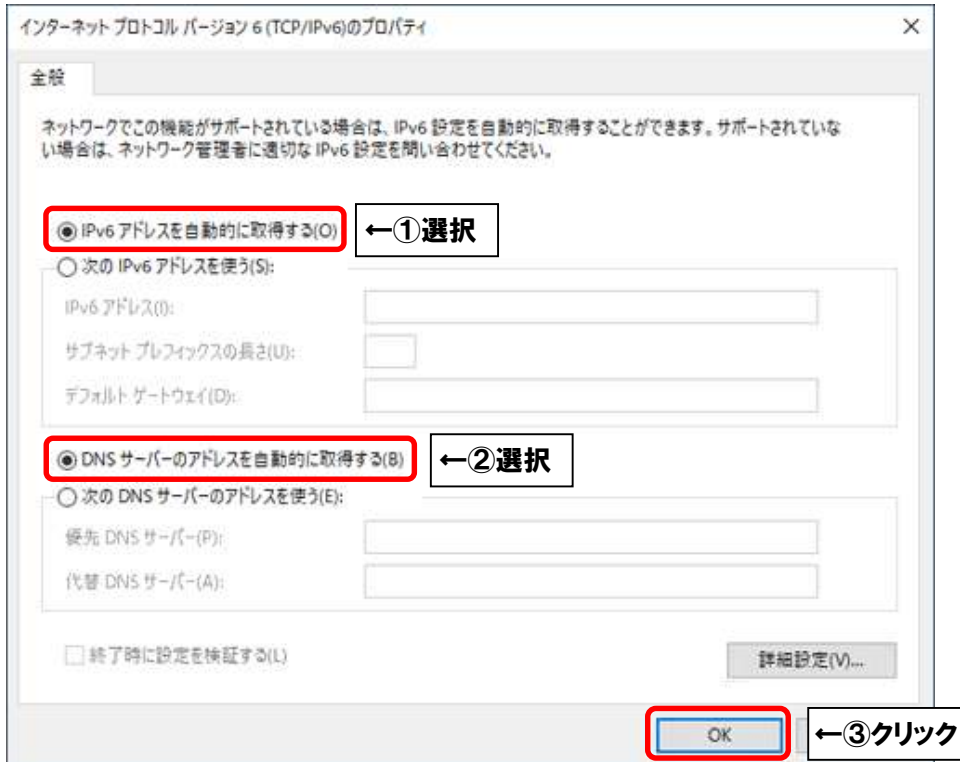 インターネット プロトコル バージョン 6 (TCP/IPv6)のプロパティ
全般
ネットワークでこの機能がサポートされている場合は、IPv6 設定を自動的に取得することができます。サポートされていな
い場合は、ネットワーク管理者に適切な IPv6 設定を問い合わせてください。
IPv6 アドレスを自動的に取得する(O)
←①選択
次の IPv6 アドレスを使う(S):
IPv6 アドレス(I):
サブネット プレフィックスの長さ(U):
デフォルト ゲートウェイ(D):
DNS サーバーのアドレスを自動的に取得する(B)
←②選択
次の DNS サーバーのアドレスを使う(E):
優先 DNS サーバー(P):
代替 DNS サーバー(A):
終了時に設定を検証する(L)
詳細設定(V)...
OK
←③クリック